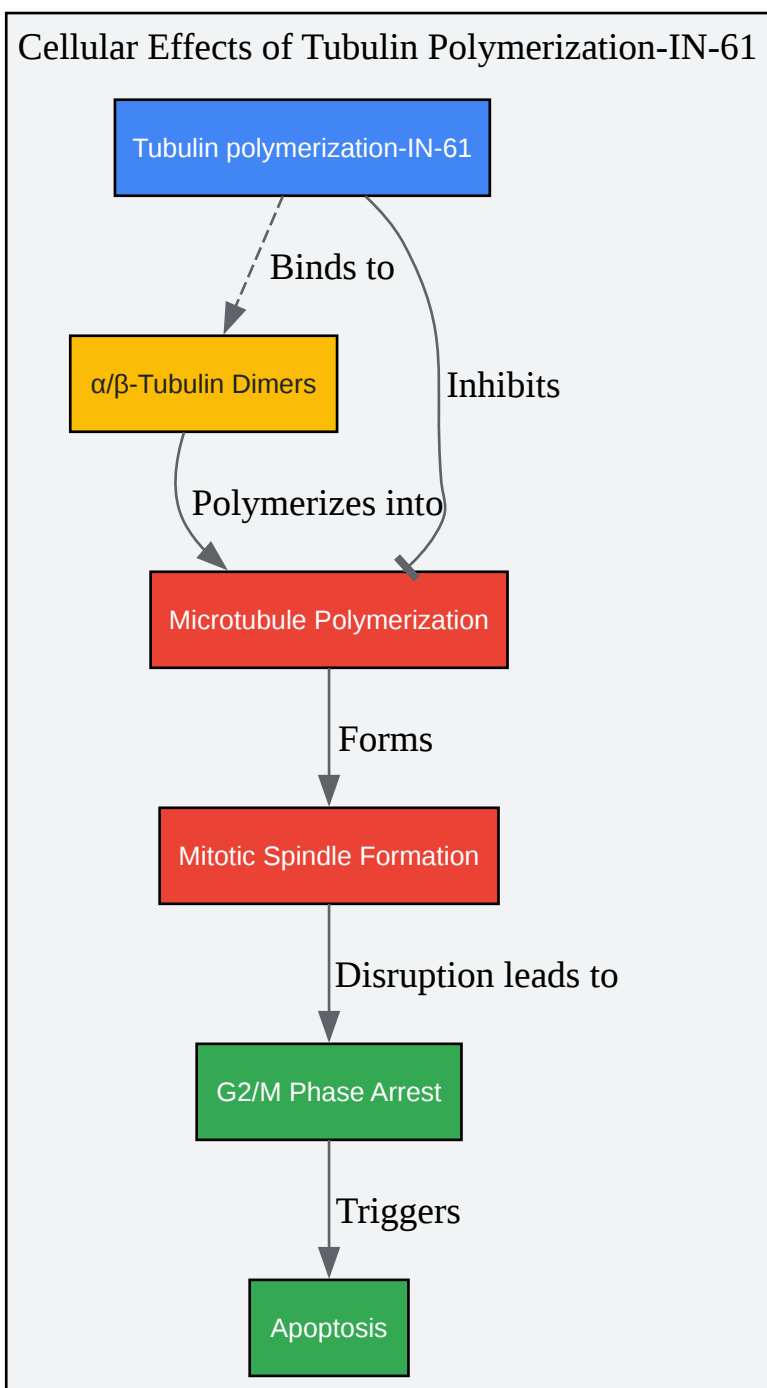 Cellular Effects of Tubulin Polymerization-IN-61
Tubulin polymerization-IN-61
Binds to
α/β-Tubulin Dimers
Inhibits
Polymerizes into
Microtubule Polymerization
Forms
Mitotic Spindle Formation
Disruption leads to
G2/M Phase Arrest
Triggers
Apoptosis